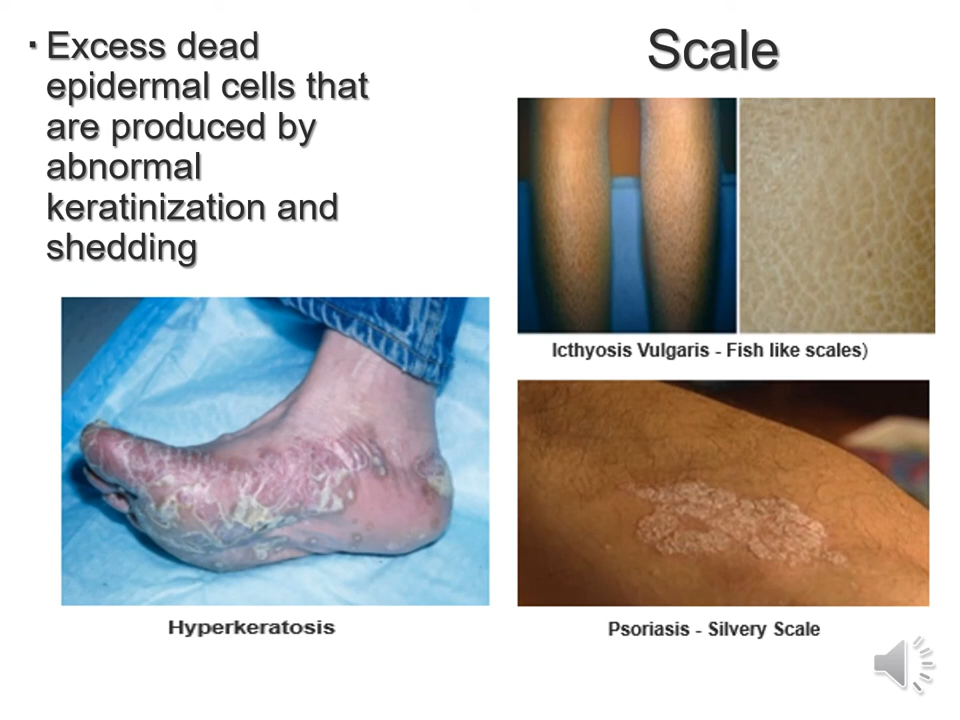 Scale
▪ Excess dead
epidermal cells that
are produced by
abnormal
keratinization and
shedding
Icthyosis Vulgaris - Fish like scales)
Hyperkeratosis
Psoriasis - Silvery Scale